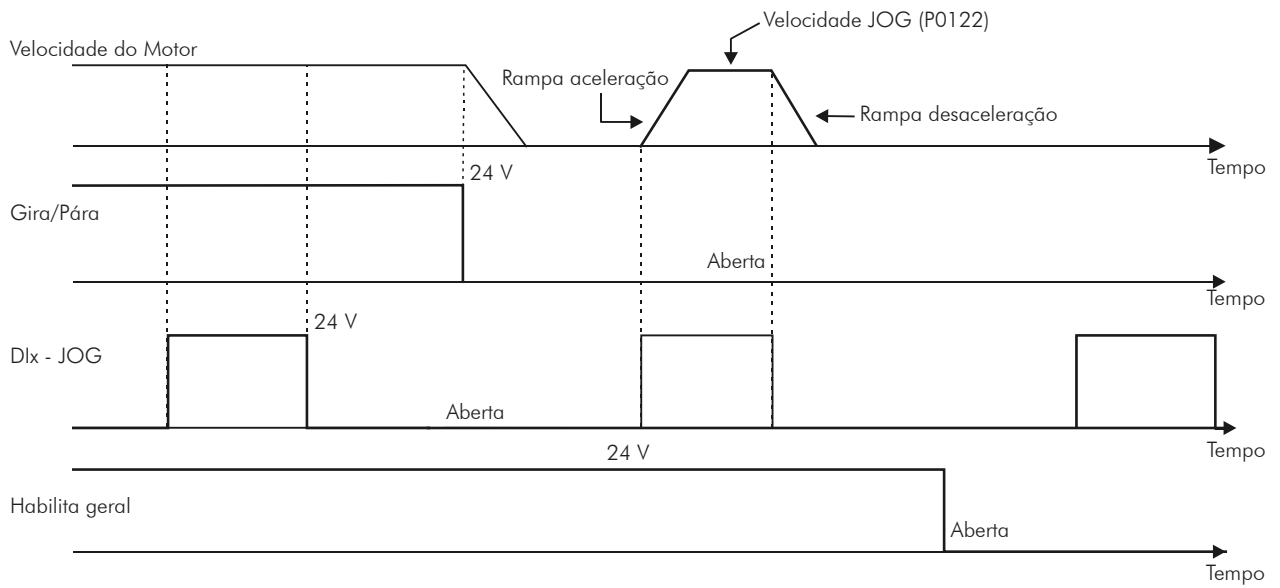 Velocidade JOG (P0122)
Velocidade do Motor
Rampa aceleração
Rampa desaceleração
Tempo
24 V
Gira/Pára
Aberta
Tempo
24 V
DIx - JOG
Aberta
Tempo
24 V
Habilita geral
Aberta
Tempo